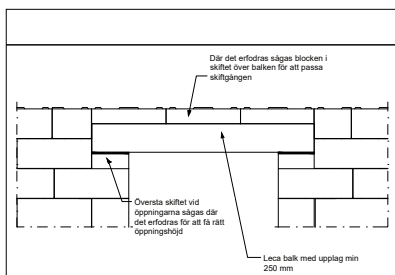 Där det erfodras sågas blocken i
skiftet över balken för att passa
skiftgången
Översta skiftet vid
öppningarna sågas där
det erfodras för att få rätt
öppningshöjd
Leca balk med upplag min
250 mm